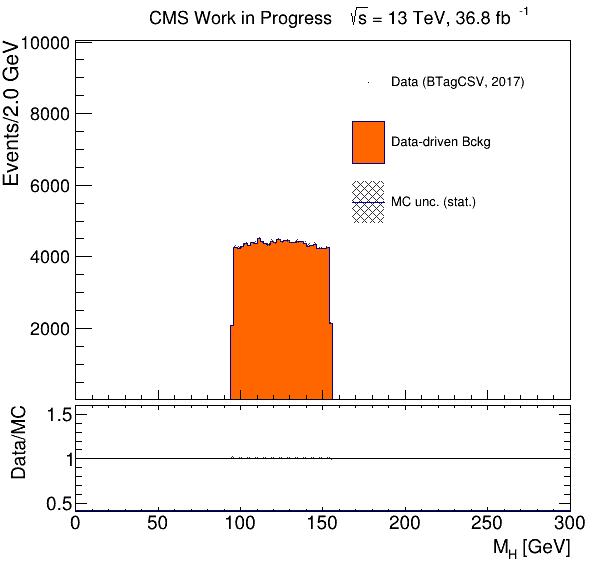 CMS Work in Progress √s = 13 TeV, 36.8 fb⁻¹
Events/2.0 GeV
10000
8000
6000
4000
2000
Data (BTagCSV, 2017)
Data-driven Bckg
MC unc. (stat.)
Data/MC
1.5
1
0.5
0 50 100 150 200 250 300
M_H [GeV]